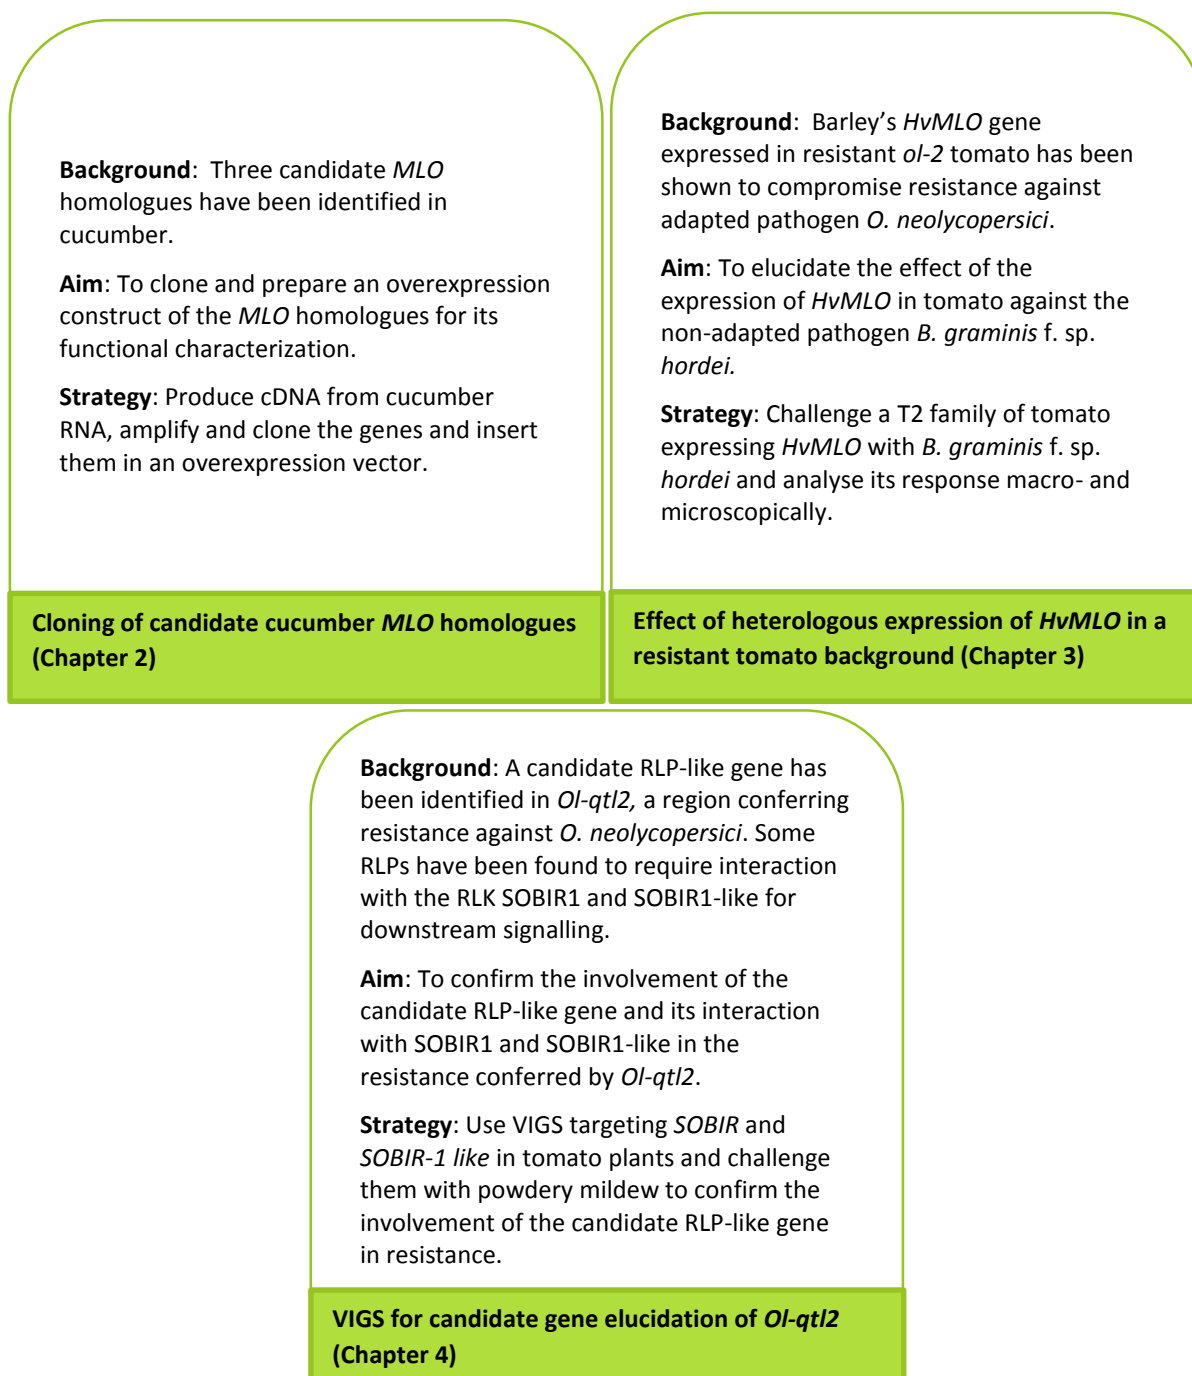 Background:  Three candidate MLO
homologues have been identified in
cucumber.
Aim: To clone and prepare an overexpression
construct of the MLO homologues for its
functional characterization.
Strategy: Produce cDNA from cucumber
RNA, amplify and clone the genes and insert
them in an overexpression vector.
Cloning of candidate cucumber MLO homologues
(Chapter 2)
Background:  Barley’s HvMLO gene
expressed in resistant ol-2 tomato has been
shown to compromise resistance against
adapted pathogen O. neolycopersici.
Aim: To elucidate the effect of the
expression of HvMLO in tomato against the
non-adapted pathogen B. graminis f. sp.
hordei.
Strategy: Challenge a T2 family of tomato
expressing HvMLO with B. graminis f. sp.
hordei and analyse its response macro- and
microscopically.
Effect of heterologous expression of HvMLO in a
resistant tomato background (Chapter 3)
Background: A candidate RLP-like gene has
been identified in Ol-qtl2, a region conferring
resistance against O. neolycopersici. Some
RLPs have been found to require interaction
with the RLK SOBIR1 and SOBIR1-like for
downstream signalling.
Aim: To confirm the involvement of the
candidate RLP-like gene and its interaction
with SOBIR1 and SOBIR1-like in the
resistance conferred by Ol-qtl2.
Strategy: Use VIGS targeting SOBIR and
SOBIR-1 like in tomato plants and challenge
them with powdery mildew to confirm the
involvement of the candidate RLP-like gene
in resistance.
VIGS for candidate gene elucidation of Ol-qtl2
(Chapter 4)